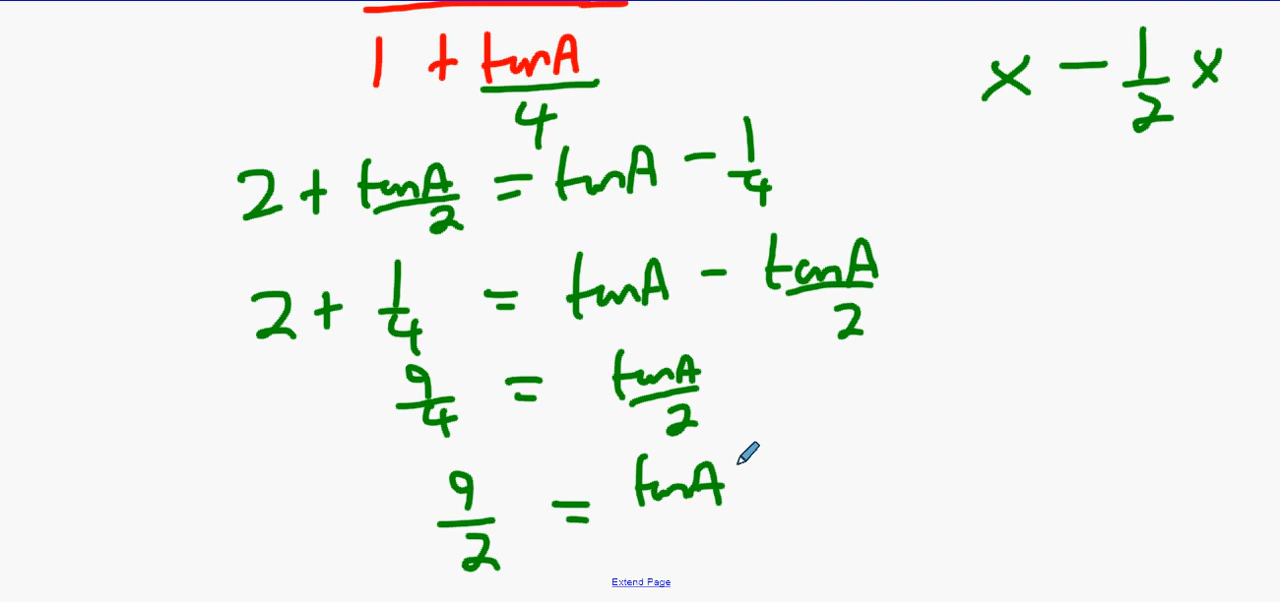 1 + tanA/4
x - 1/2 x
2 + tanA/2 = tanA - 1/4
2 + 1/4 = tanA - tanA/2
9/4 = tanA/2
9/2 = tanA
Extend Page